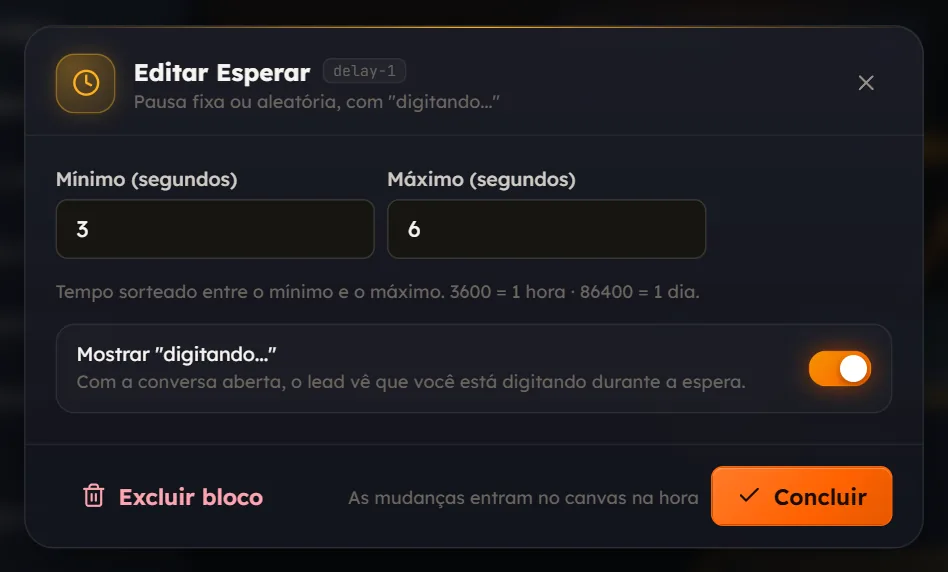 Editar Esperar delay-1
Pausa fixa ou aleatória, com "digitando..."
Mínimo (segundos) Máximo (segundos)
3 6
Tempo sorteado entre o mínimo e o máximo. 3600 = 1 hora · 86400 = 1 dia.
Mostrar "digitando..."
Com a conversa aberta, o lead vê que você está digitando durante a espera.
Excluir bloco As mudanças entram no canvas na hora Concluir